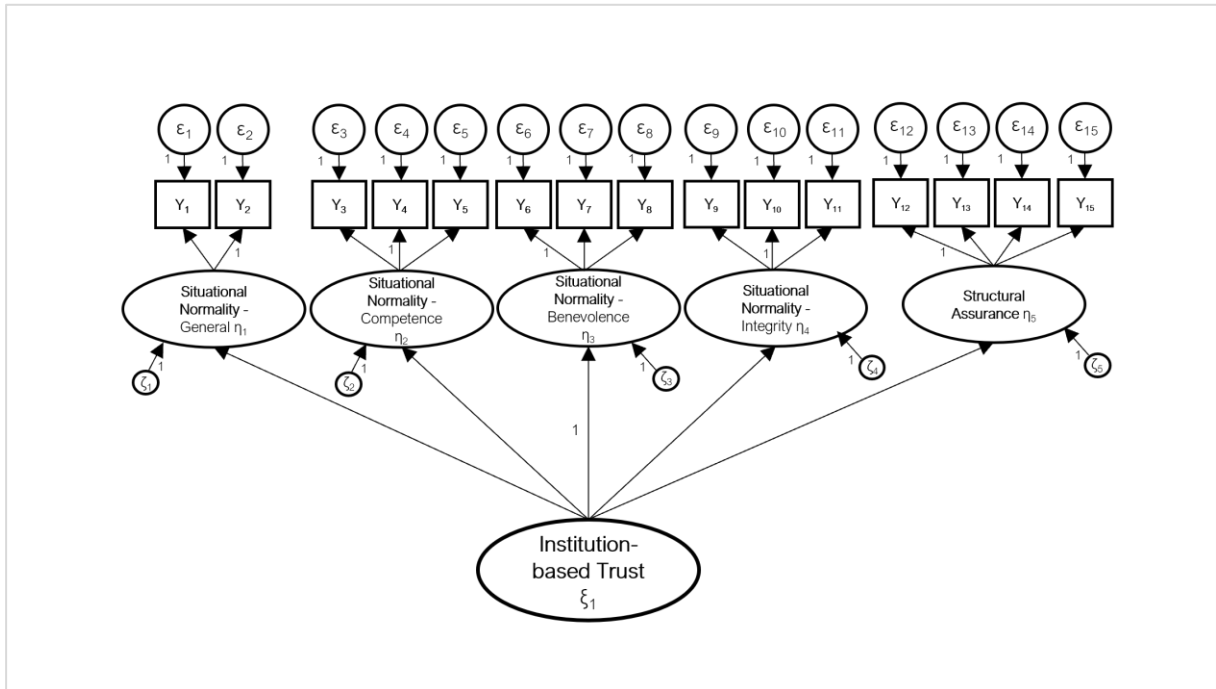 ε₁ ε₂ ε₃ ε₄ ε₅ ε₆ ε₇ ε₈ ε₉ ε₁₀ ε₁₁ ε₁₂ ε₁₃ ε₁₄ ε₁₅
1 1 1 1 1 1 1 1 1 1 1 1 1 1 1
Y₁ Y₂ Y₃ Y₄ Y₅ Y₆ Y₇ Y₈ Y₉ Y₁₀ Y₁₁ Y₁₂ Y₁₃ Y₁₄ Y₁₅
1 1 1 1 1
Situational
Normality -
General η₁
Situational
Normality -
Competence
η₂
Situational
Normality -
Benevolence
η₃
Situational
Normality -
Integrity η₄
Structural
Assurance η₅
1 1 1 1 1
ζ₁ ζ₂ ζ₃ ζ₄ ζ₅
1
Institution-
based Trust
ξ₁